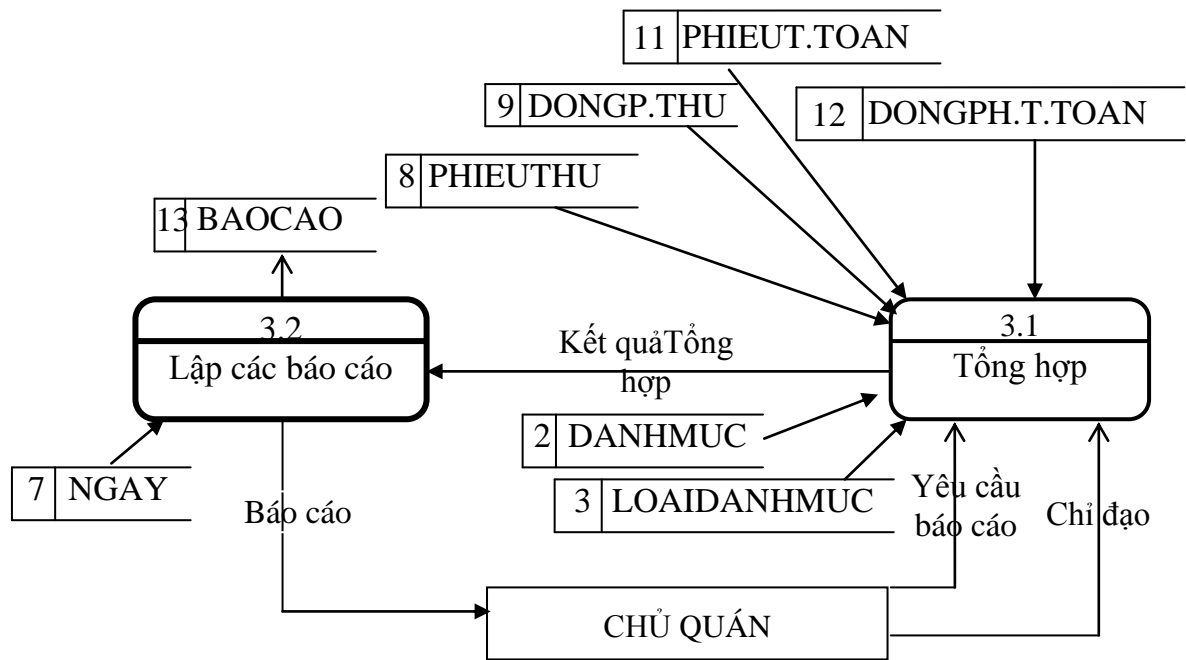 11 PHIEUT.TOAN
9 DONGP.THU
12 DONGPH.T.TOAN
8 PHIEUTHU
13 BAOCAO
3.2
Lập các báo cáo
3.1
Tổng hợp
Kết quảTổng
hợp
2 DANHMUC
7 NGAY
3 LOAIDANHMUC
Báo cáo
Yêu cầu
báo cáo
Chỉ đạo
CHỦ QUÁN